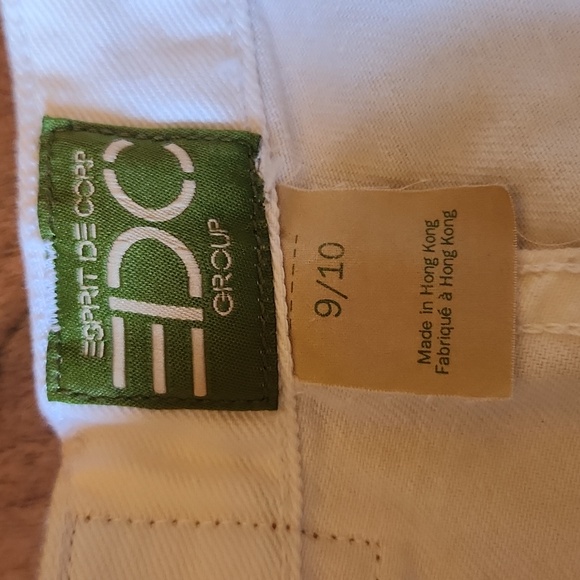 ESPRIT DE CORP
EDC
GROUP
9/10
Made in Hong Kong
Fabriqué à Hong Kong